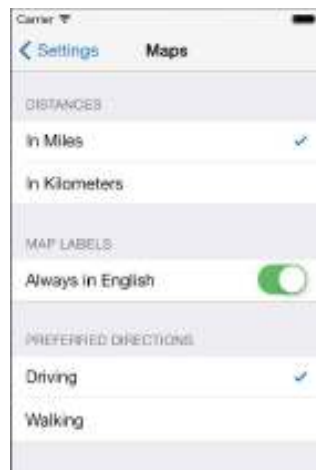 Carrier
Settings Maps
DISTANCES
In Miles
In Kilometers
MAP LABELS
Always in English
PREFERRED DIRECTIONS
Driving
Walking